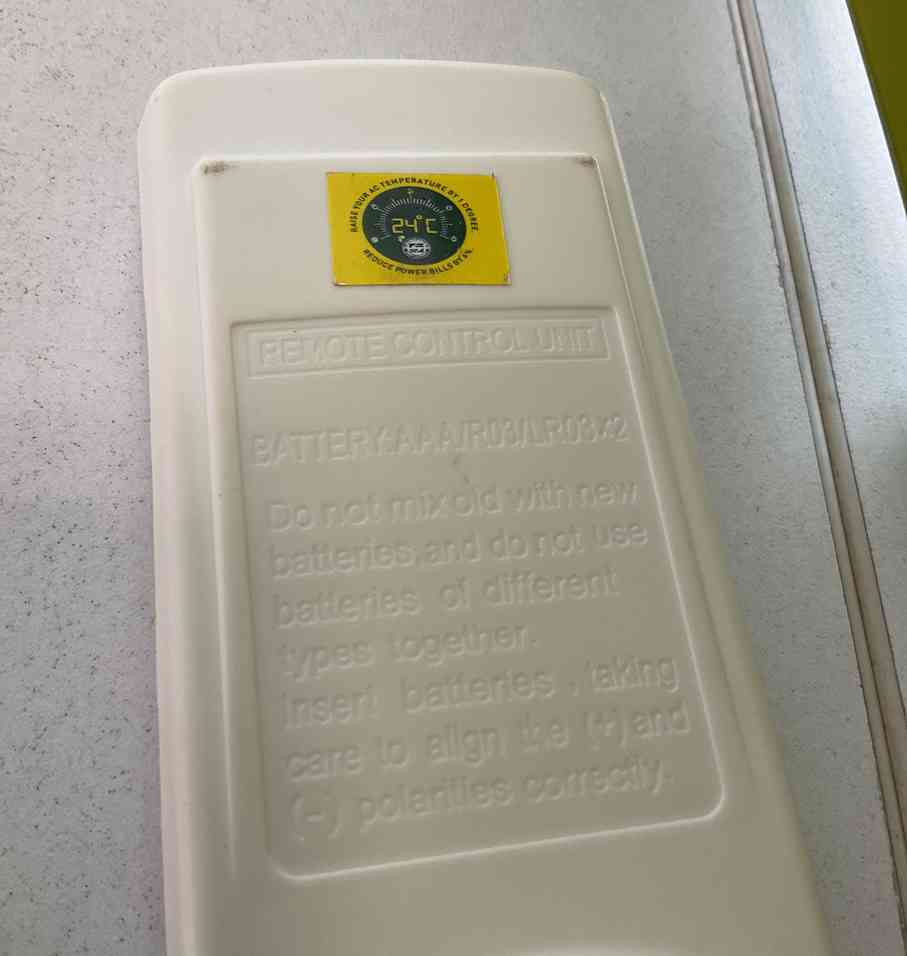 RAISE YOUR AC TEMPERATURE BY 1 DEGREE.
24°C
REDUCE POWER BILLS BY 6%
REMOTE CONTROL UNIT
BATTERY:AAA/R03/LR03×2
Do not mix old with new
batteries,and do not use
batteries of different
types together.
Insert batteries , taking
care to align the (+) and
(-) polarities correctly.